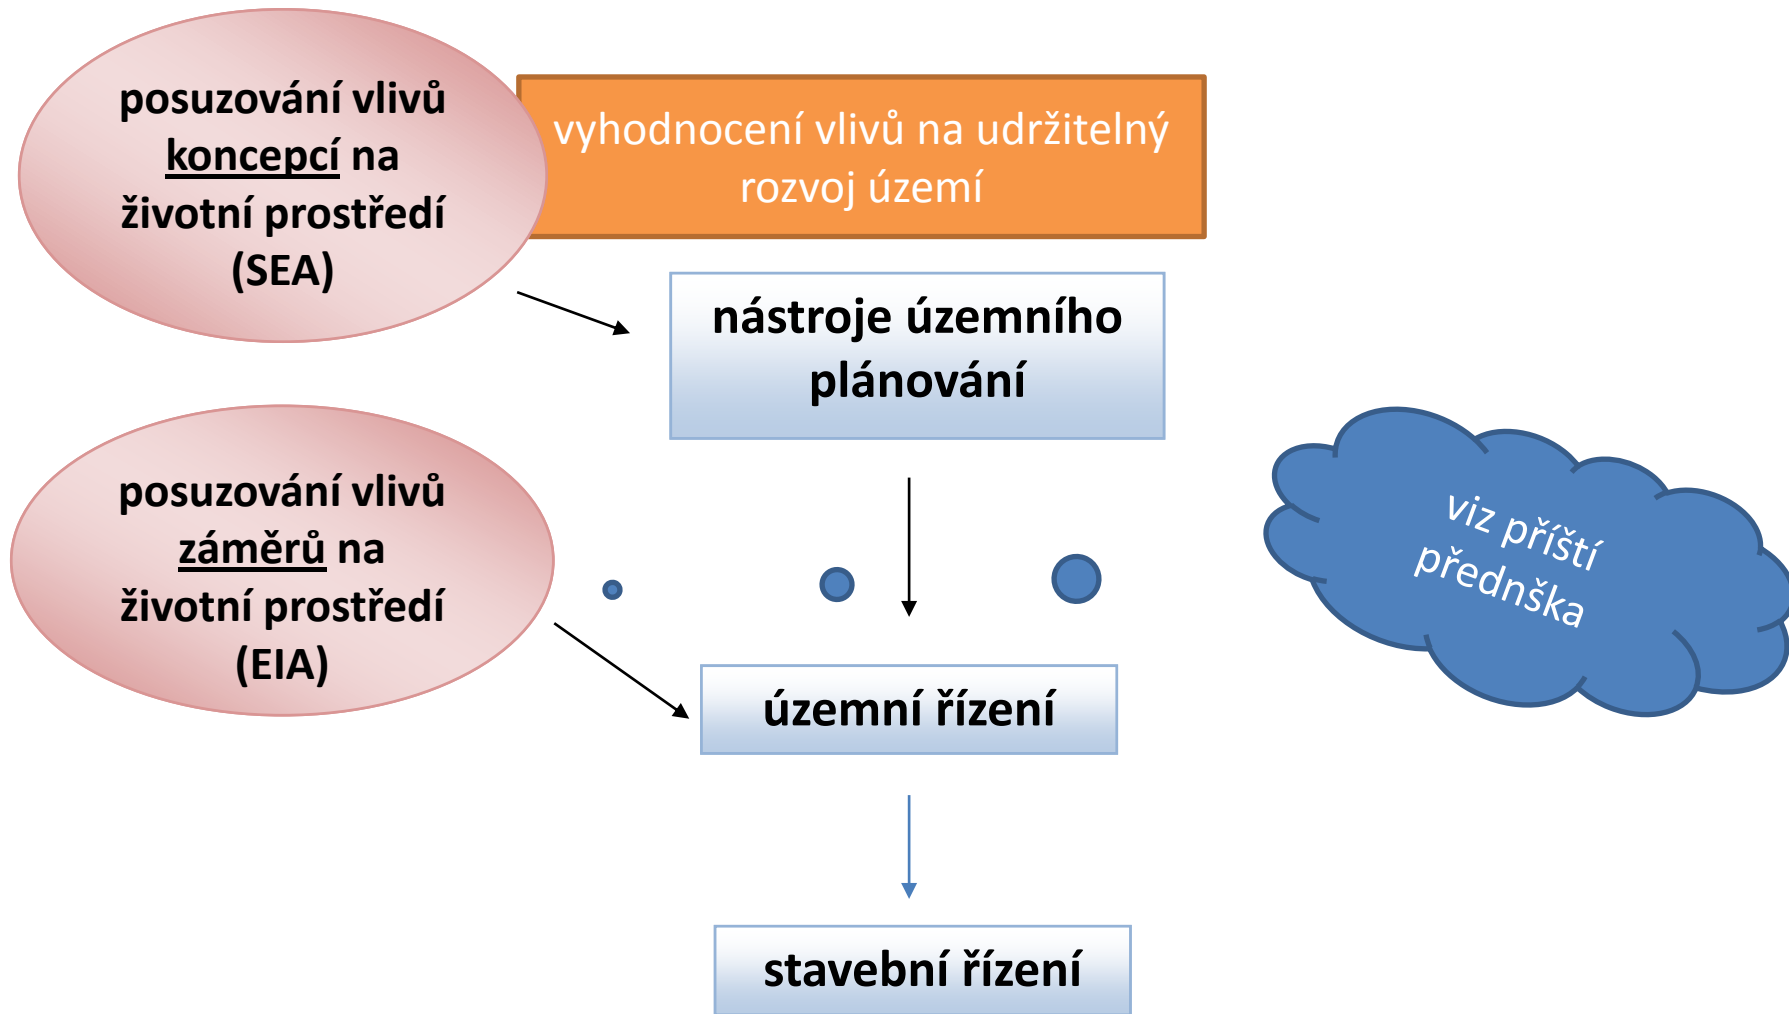 posuzování vlivů
koncepcí na
životní prostředí
(SEA)
vyhodnocení vlivů na udržitelný
rozvoj území
nástroje územního
plánování
posuzování vlivů
záměrů na
životní prostředí
(EIA)
viz příští
přednška
územní řízení
stavební řízení